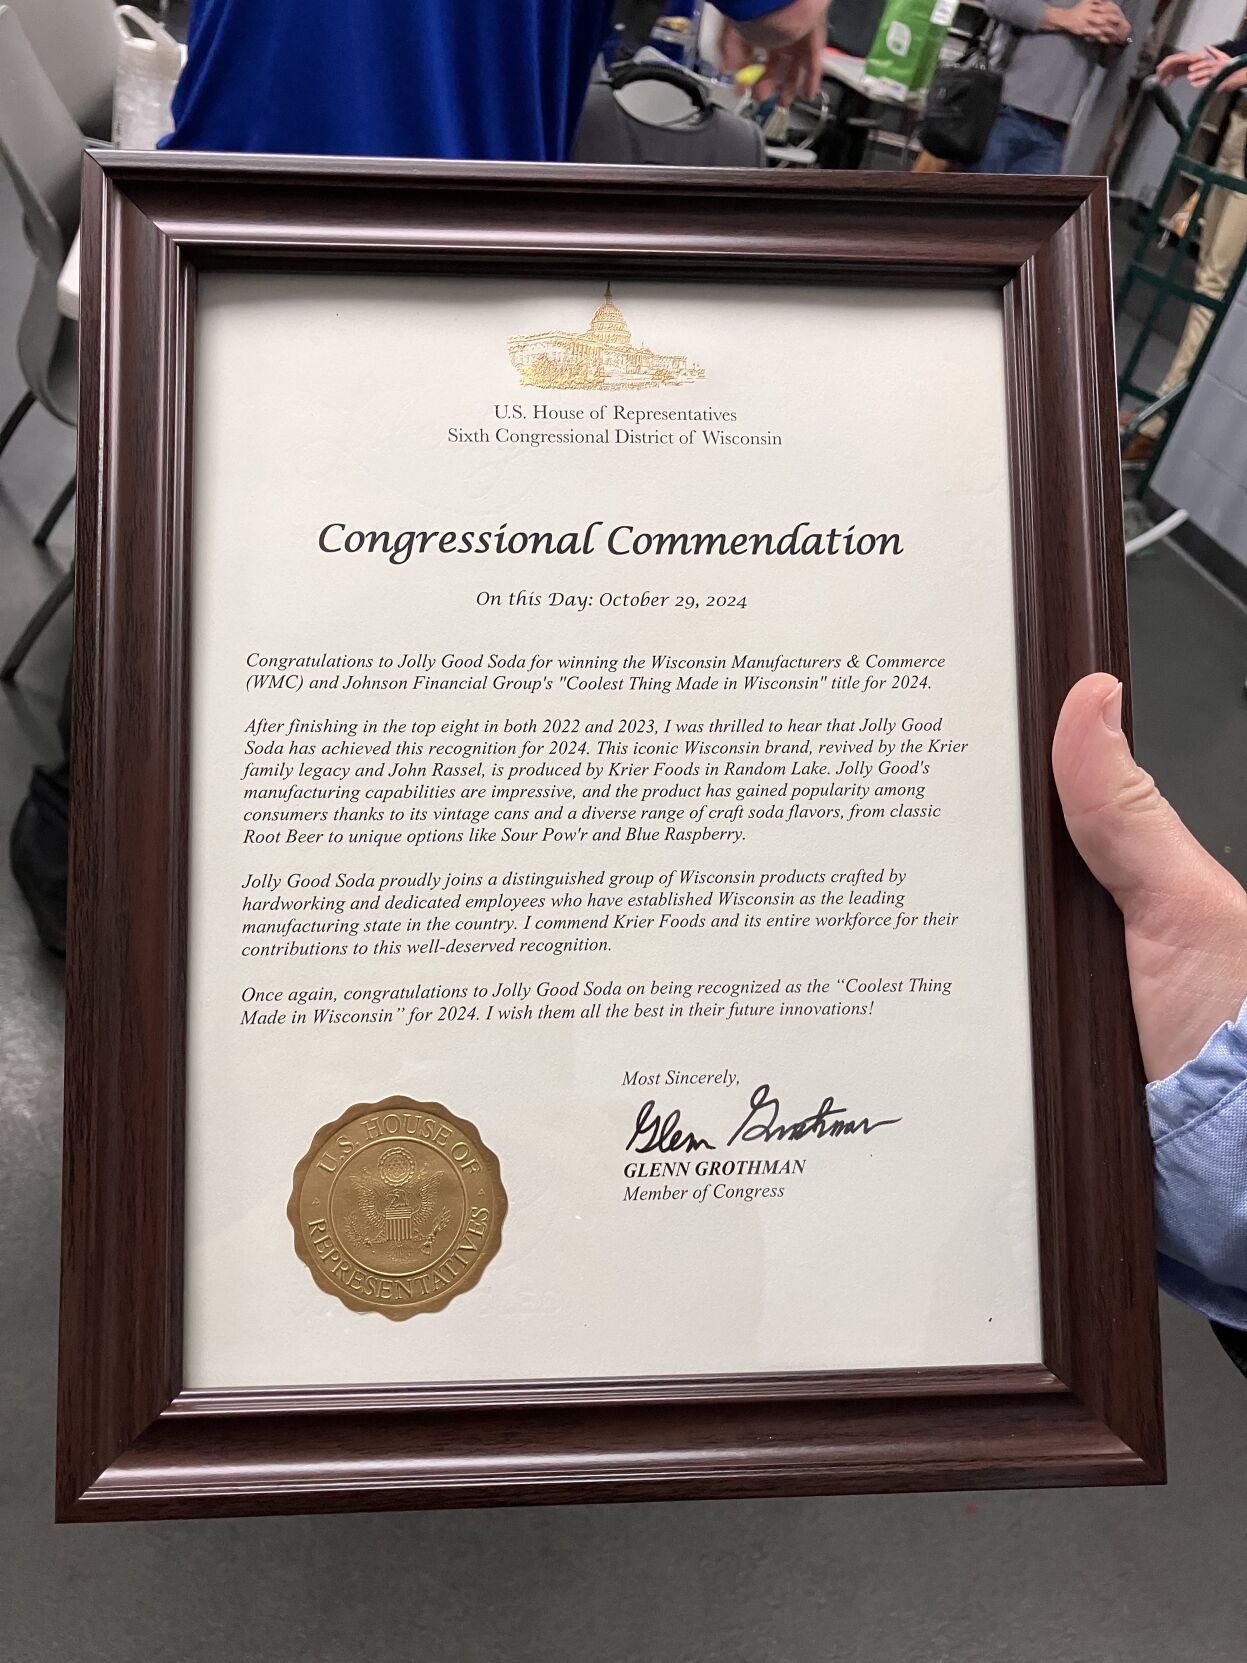 U.S. House of Representatives
Sixth Congressional District of Wisconsin
Congressional Commendation
On this Day: October 29, 2024
Congratulations to Jolly Good Soda for winning the Wisconsin Manufacturers & Commerce
(WMC) and Johnson Financial Group's "Coolest Thing Made in Wisconsin" title for 2024.
After finishing in the top eight in both 2022 and 2023, I was thrilled to hear that Jolly Good
Soda has achieved this recognition for 2024. This iconic Wisconsin brand, revived by the Krier
family legacy and John Rassel, is produced by Krier Foods in Random Lake. Jolly Good's
manufacturing capabilities are impressive, and the product has gained popularity among
consumers thanks to its vintage cans and a diverse range of craft soda flavors, from classic
Root Beer to unique options like Sour Pow'r and Blue Raspberry.
Jolly Good Soda proudly joins a distinguished group of Wisconsin products crafted by
hardworking and dedicated employees who have established Wisconsin as the leading
manufacturing state in the country. I commend Krier Foods and its entire workforce for their
contributions to this well-deserved recognition.
Once again, congratulations to Jolly Good Soda on being recognized as the “Coolest Thing
Made in Wisconsin” for 2024. I wish them all the best in their future innovations!
Most Sincerely,
Glenn Grothman
GLENN GROTHMAN
Member of Congress
U.S. HOUSE OF
REPRESENTATIVES